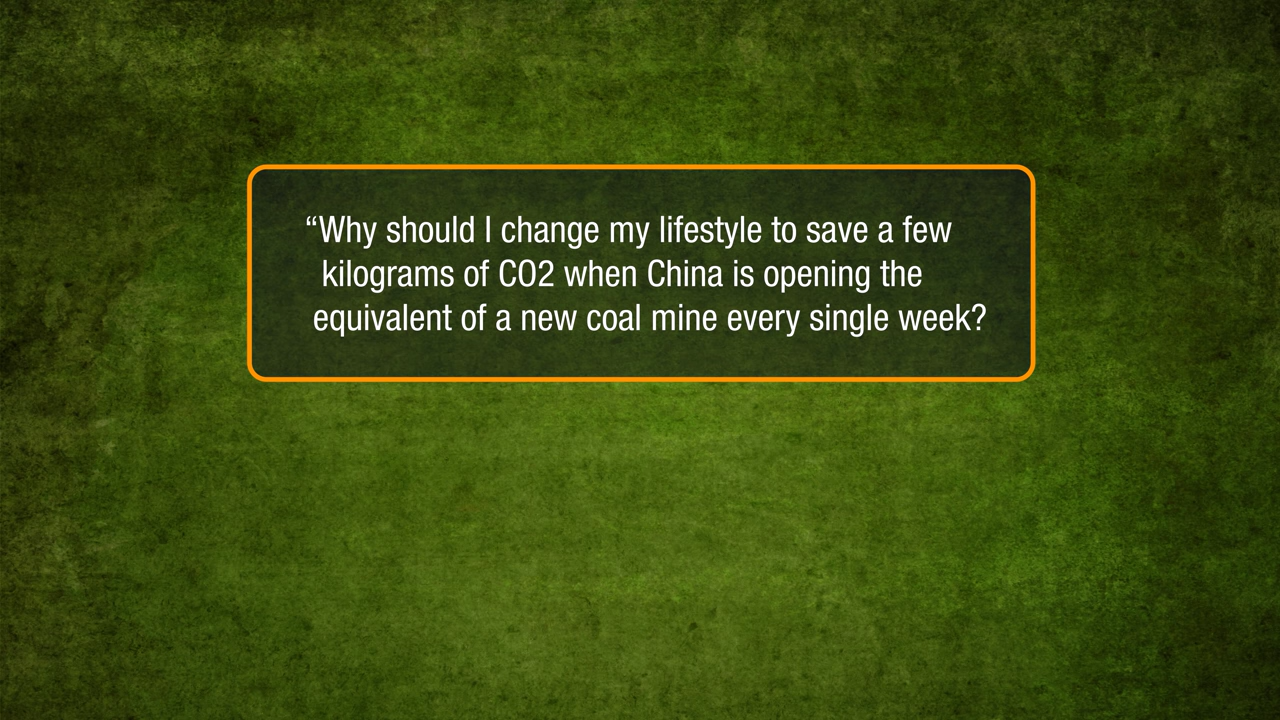 “Why should I change my lifestyle to save a few
kilograms of CO2 when China is opening the
equivalent of a new coal mine every single week?